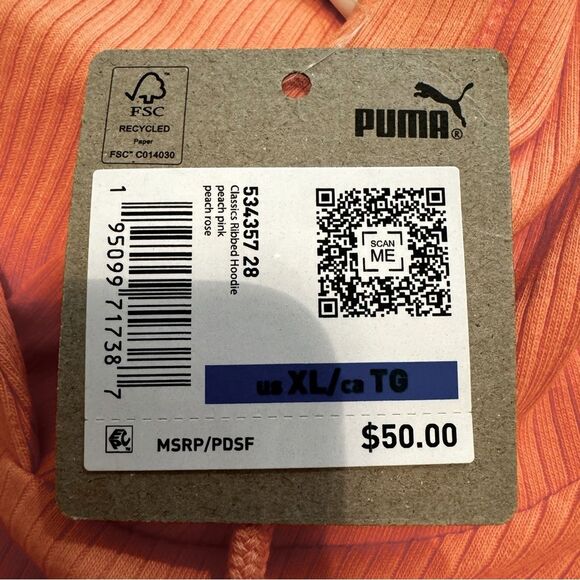 FSC
RECYCLED
Paper
FSC™ C014030
PUMA®
534357 28
Classics Ribbed Hoodie
peach pink
peach rose
1 95099 71738 7
SCAN
ME
us XL/ca TG
MSRP/PDSF
$50.00